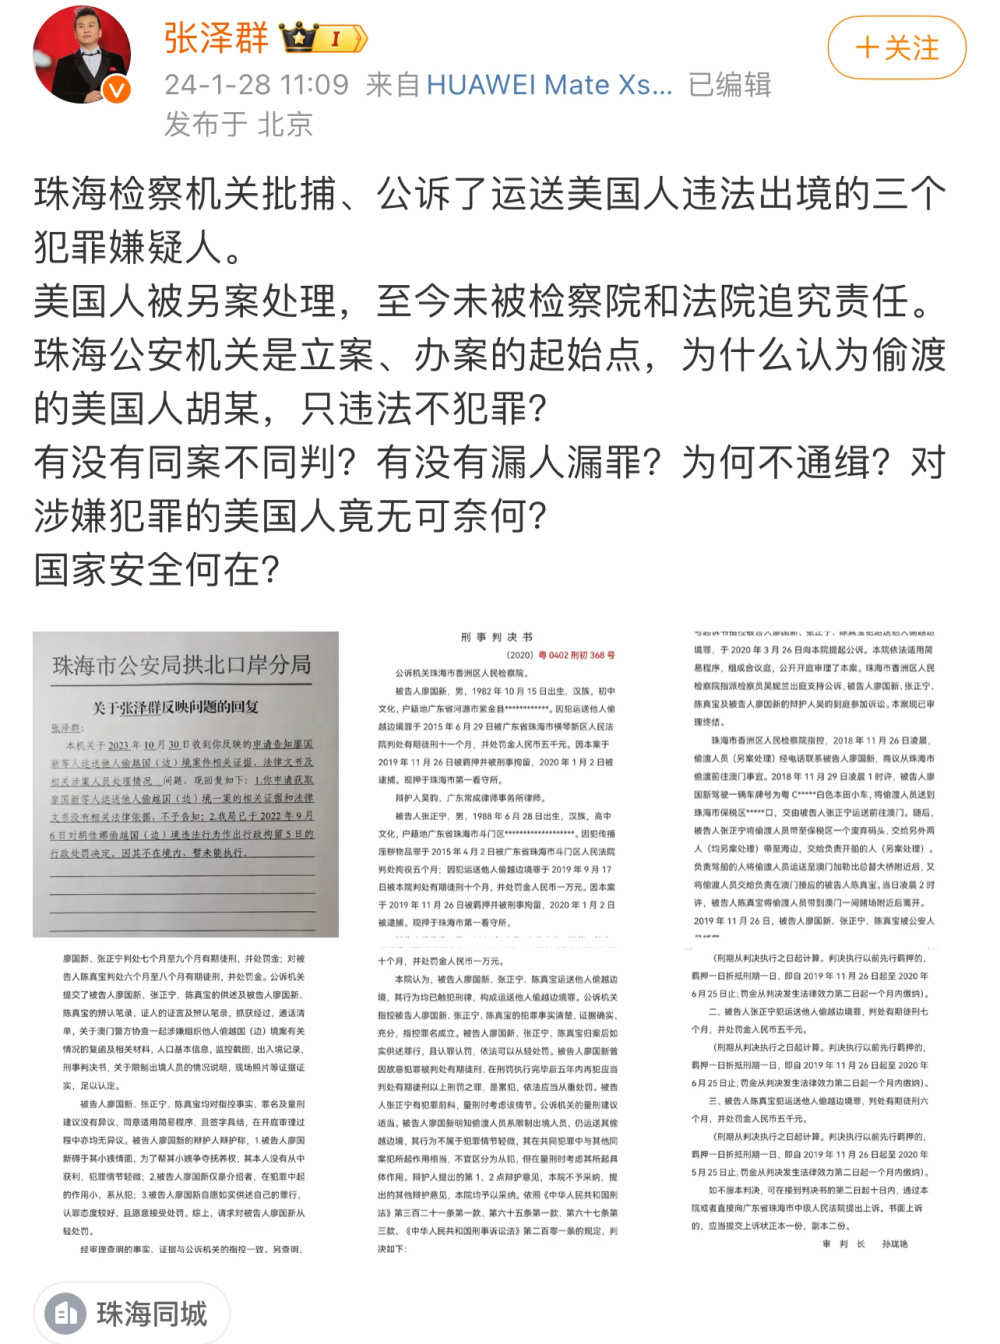 张泽群 I
+关注
24-1-28 11:09 来自 HUAWEI Mate Xs... 已编辑
发布于 北京
珠海检察机关批捕、公诉了运送美国人违法出境的三个
犯罪嫌疑人。
美国人被另案处理，至今未被检察院和法院追究责任。
珠海公安机关是立案、办案的起始点，为什么认为偷渡
的美国人胡某，只违法不犯罪？
有没有同案不同判？有没有漏人漏罪？为何不通缉？对
涉嫌犯罪的美国人竟无可奈何？
国家安全何在？
珠海市公安局拱北口岸分局
关于张泽群反映问题的回复
张泽群：
本机关于2023年10月30日收到你反映的申请告知廖国
新等人运送他人偷越国（边）境案件相关证据、法律文书及
相关涉案人员处理情况 问题，现回复如下：1.你申请获取
廖国新等人运送他人偷越国（边）境一案的相关证据和法律
文书没有相关法律依据，不予告知；2.我局已于2022年9月
6日对胡佳娜偷越国（边）境违法行为作出行政拘留5日的
行政处罚决定，因其不在境内，暂未能执行。
刑 事 判 决 书
（2020）粤0402刑初368号
公诉机关珠海市香洲区人民检察院。
被告人廖国新，男，1982年10月15日出生，汉族，初中
文化，户籍地广东省河源市紫金县************。因犯运送他人偷
越边境罪于2015年6月29日被广东省珠海市横琴新区人民法
院判处有期徒刑十一个月，并处罚金人民币五千元。因本案于
2019年11月26日被羁押并被刑事拘留，2020年1月2日被
逮捕。现押于珠海市第一看守所。
辩护人吴昀，广东常成律师事务所律师。
被告人张正宁，男，1988年6月28日出生，汉族，高中
文化，户籍地广东省珠海市斗门区*******************。因犯传播
淫秽物品罪于2015年4月2日被广东省珠海市斗门区人民法院
判处拘役五个月；因犯运送他人偷越边境罪于2019年9月17
日被本院判处有期徒刑十个月，并处罚金人民币一万元。因本案
于2019年11月26日被羁押并被刑事拘留，2020年1月2日
被逮捕。现押于珠海市第一看守所。
境罪，于2020年3月26日向本院提起公诉。本院依法适用简
易程序，组成合议庭，公开开庭审理了本案。珠海市香洲区人民
检察院指派检察员吴妮兰出庭支持公诉，被告人廖国新、张正宁、
陈真宝及被告人廖国新的辩护人吴昀到庭参加诉讼。本案现已审
理终结。
珠海市香洲区人民检察院指控，2018年11月26日凌晨，
偷渡人员（另案处理）经电话联系被告人廖国新，商议从珠海市
偷渡前往澳门事宜。2018年11月29日凌晨1时许，被告人廖
国新驾驶一辆车牌号为粤C*****白色本田小车，将偷渡人员送到
珠海市保税区*****口，交由被告人张正宁运送前往澳门。随后，
被告人张正宁将偷渡人员带至保税区一个废弃码头，交给另外两
人（均另案处理）带至海边，交给负责开船的人（另案处理）。
负责驾船的人将偷渡人员运送至澳门加勒比总督大桥附近后，又
将偷渡人员交给负责在澳门接应的被告人陈真宝。当日凌晨2时
许，被告人陈真宝将偷渡人员带到澳门一间赌场附近后离开。
2019年11月26日，被告人廖国新、张正宁、陈真宝被公安人
廖国新、张正宁判处七个月至九个月有期徒刑，并处罚金；对被
告人陈真宝判处六个月至八个月有期徒刑，并处罚金。公诉机关
提交了被告人廖国新、张正宁、陈真宝的供述及被告人廖国新、
陈真宝的辨认笔录，证人的证言及辨认笔录，抓获经过，通话清
单，关于澳门警方协查一起涉嫌组织他人偷越国（边）境案有关
情况的复函及相关材料，人口基本信息，监控截图，出入境记录，
刑事判决书，关于限制出境人员的情况说明，现场照片等证据证
实，足以认定。
被告人廖国新、张正宁、陈真宝均对指控事实、罪名及量刑
建议没有异议，同意适用简易程序，且签字具结，在开庭审理过
程中亦均无异议。被告人廖国新的辩护人辩护称，1.被告人廖国
新碍于其小姨情面，为了帮其小姨争夺抚养权，其本人没有从中
获利，犯罪情节轻微；2.被告人廖国新仅是介绍者，在犯罪中起
的作用小，系从犯；3.被告人廖国新自愿如实供述自己的罪行，
认罪态度较好，且愿意接受处罚。综上，请求对被告人廖国新从
轻处罚。
经审理查明的事实、证据与公诉机关的指控一致。另查明，
十个月，并处罚金人民币一万元。
本院认为，被告人廖国新、张正宁、陈真宝运送他人偷越边
境，其行为均已触犯刑律，构成运送他人偷越边境罪。公诉机关
指控被告人廖国新、张正宁、陈真宝的犯罪事实清楚，证据确实、
充分，指控罪名成立。被告人廖国新、张正宁、陈真宝归案后如
实供述罪行，且认罪认罚，依法可以从轻处罚。被告人廖国新曾
因故意犯罪被判处有期徒刑，在刑罚执行完毕后五年内再犯应当
判处有期徒刑以上刑罚之罪，是累犯，依法应当从重处罚。被告
人张正宁有犯罪前科，量刑时考虑该情节。公诉机关的量刑建议
适当。被告人廖国新明知偷渡人员系限制出境人员，仍运送其偷
越边境，其行为不属于犯罪情节轻微，其在共同犯罪中与其他同
案犯所起作用相当，不宜区分为从犯，但在量刑时考虑其所起具
体作用。辩护人提出的第1、2点辩护意见，本院不予采纳，提
出的其他辩护意见，本院均予以采纳。依照《中华人民共和国刑
法》第三百二十一条第一款、第六十五条第一款、第六十七条第
三款、《中华人民共和国刑事诉讼法》第二百零一条的规定，判
决如下：
（刑期从判决执行之日起计算。判决执行以前先行羁押的，
羁押一日折抵刑期一日，即自2019年11月26日起至2020年
6月25日止；罚金从判决发生法律效力第二日起一个月内缴纳）。
二、被告人张正宁犯运送他人偷越边境罪，判处有期徒刑七
个月，并处罚金人民币五千元。
（刑期从判决执行之日起计算。判决执行以前先行羁押的，
羁押一日折抵刑期一日，即自2019年11月26日起至2020年
6月25日止；罚金从判决发生法律效力第二日起一个月内缴纳）。
三、被告人陈真宝犯运送他人偷越边境罪，判处有期徒刑六
个月，并处罚金人民币五千元。
（刑期从判决执行之日起计算。判决执行以前先行羁押的，
羁押一日折抵刑期一日，即自2019年11月26日起至2020年
5月25日止；罚金从判决发生法律效力第二日起一个月内缴纳）。
如不服本判决，可在接到判决书的第二日起十日内，通过本
院或者直接向广东省珠海市中级人民法院提出上诉。书面上诉
的，应当提交上诉状正本一份，副本二份。
审 判 长 孙珑艳
珠海同城